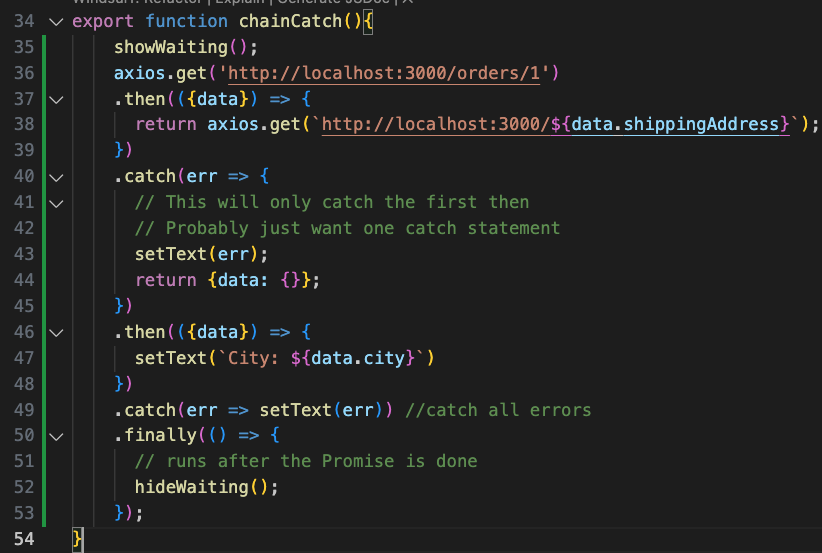 Windsurf: Refactor | Explain | Generate JSDoc | X
34 export function chainCatch(){
35 showWaiting();
36 axios.get('http://localhost:3000/orders/1')
37 .then(({data}) => {
38 return axios.get(`http://localhost:3000/${data.shippingAddress}`);
39 })
40 .catch(err => {
41 // This will only catch the first then
42 // Probably just want one catch statement
43 setText(err);
44 return {data: {}};
45 })
46 .then(({data}) => {
47 setText(`City: ${data.city}`)
48 })
49 .catch(err => setText(err)) //catch all errors
50 .finally(() => {
51 // runs after the Promise is done
52 hideWaiting();
53 });
54 }